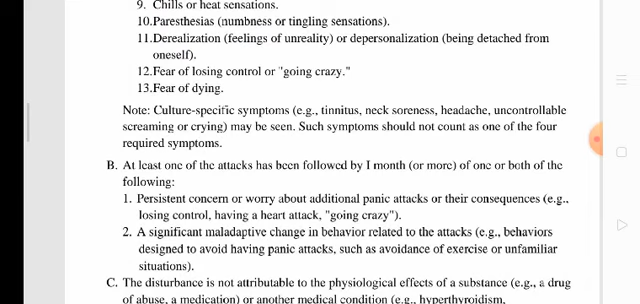 9. Chills or heat sensations.
10.Paresthesias (numbness or tingling sensations).
11.Derealization (feelings of unreality) or depersonalization (being detached from
oneself).
12.Fear of losing control or "going crazy."
13.Fear of dying.
Note: Culture-specific symptoms (e.g., tinnitus, neck soreness, headache, uncontrollable
screaming or crying) may be seen. Such symptoms should not count as one of the four
required symptoms.
B. At least one of the attacks has been followed by I month (or more) of one or both of the
following:
1. Persistent concern or worry about additional panic attacks or their consequences (e.g.,
losing control, having a heart attack, "going crazy").
2. A significant maladaptive change in behavior related to the attacks (e.g., behaviors
designed to avoid having panic attacks, such as avoidance of exercise or unfamiliar
situations).
C. The disturbance is not attributable to the physiological effects of a substance (e.g., a drug
of abuse, a medication) or another medical condition (e.g., hyperthyroidism,